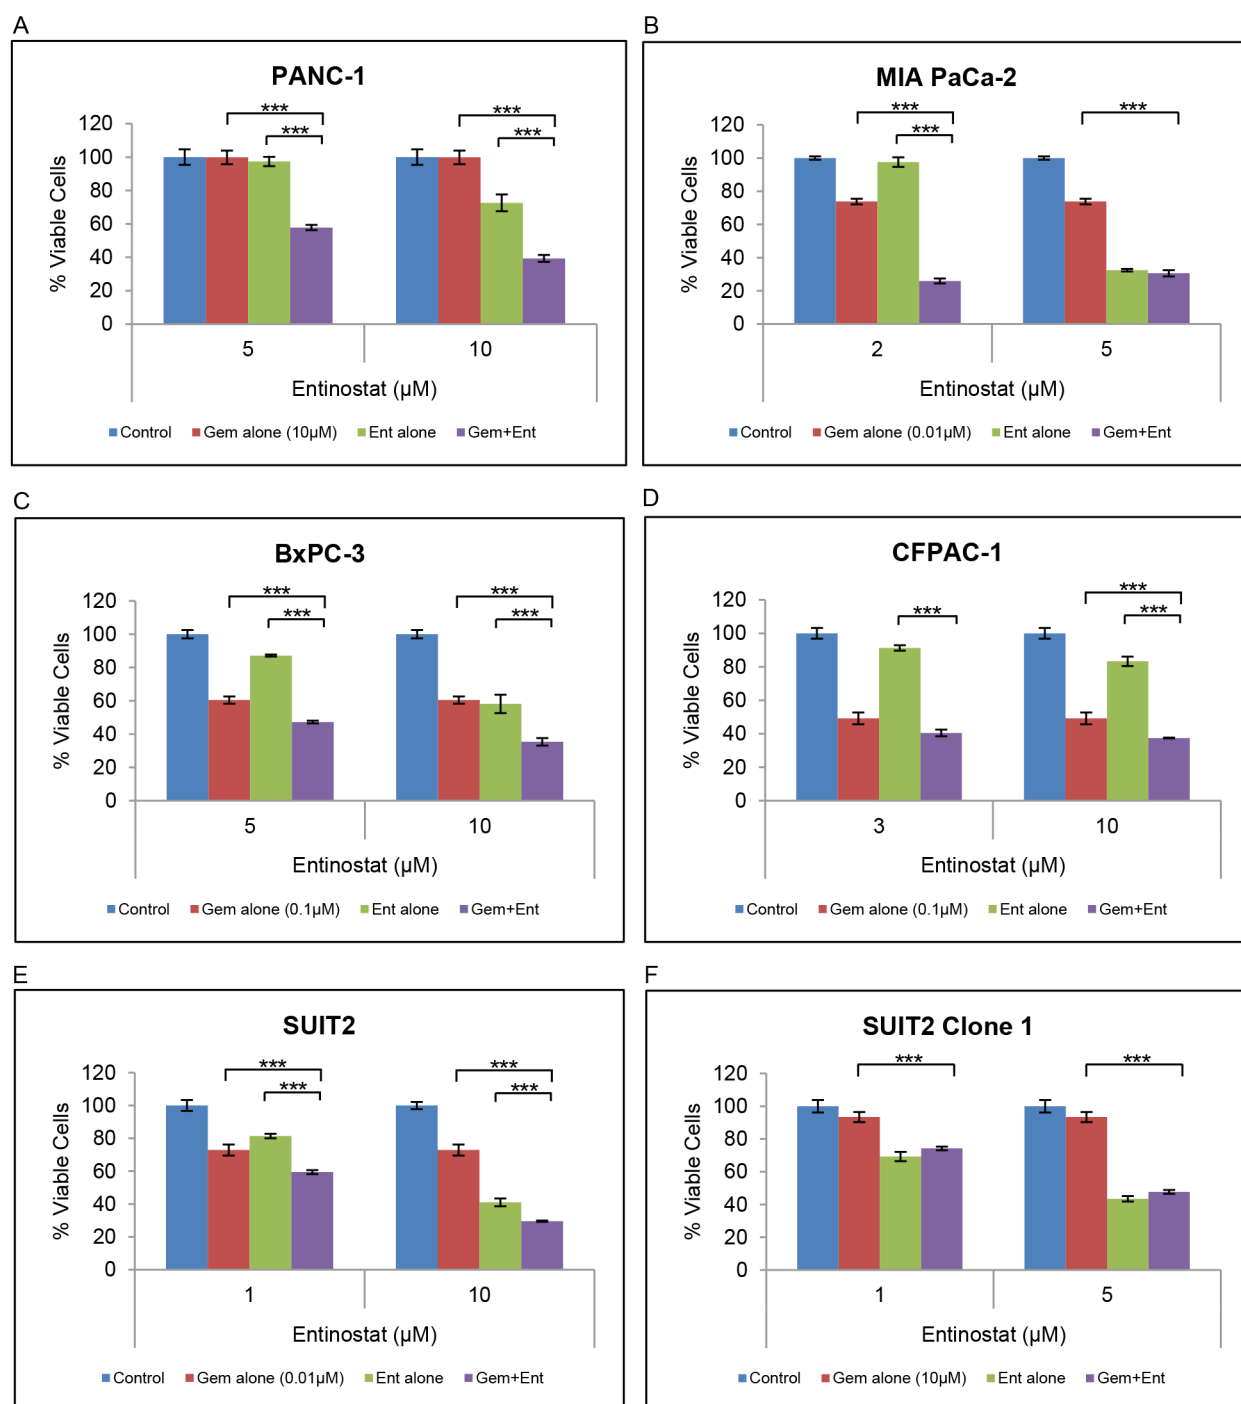 A
PANC-1
***
***
***
***
120
100
80
60
40
20
0
% Viable Cells
5
10
Entinostat (µM)
Control
Gem alone (10µM)
Ent alone
Gem+Ent
B
MIA PaCa-2
***
***
***
120
100
80
60
40
20
0
% Viable Cells
2
5
Entinostat (µM)
Control
Gem alone (0.01µM)
Ent alone
Gem+Ent
C
BxPC-3
***
***
***
***
120
100
80
60
40
20
0
% Viable Cells
5
10
Entinostat (µM)
Control
Gem alone (0.1µM)
Ent alone
Gem+Ent
D
CFPAC-1
***
***
***
120
100
80
60
40
20
0
% Viable Cells
3
10
Entinostat (µM)
Control
Gem alone (0.1µM)
Ent alone
Gem+Ent
E
SUIT2
***
***
***
***
120
100
80
60
40
20
0
% Viable Cells
1
10
Entinostat (µM)
Control
Gem alone (0.01µM)
Ent alone
Gem+Ent
F
SUIT2 Clone 1
***
***
120
100
80
60
40
20
0
% Viable Cells
1
5
Entinostat (µM)
Control
Gem alone (10µM)
Ent alone
Gem+Ent